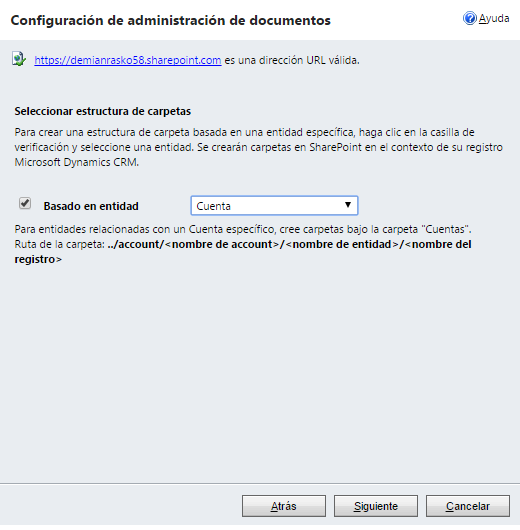 Configuración de administración de documentos
Ayuda
https://demianrasko58.sharepoint.com es una dirección URL válida.
Seleccionar estructura de carpetas
Para crear una estructura de carpeta basada en una entidad específica, haga clic en la casilla de
verificación y seleccione una entidad. Se crearán carpetas en SharePoint en el contexto de su registro
Microsoft Dynamics CRM.
Basado en entidad
Cuenta
Para entidades relacionadas con un Cuenta específico, cree carpetas bajo la carpeta "Cuentas".
Ruta de la carpeta: ../account/<nombre de account>/<nombre de entidad>/<nombre del
registro>
Atrás
Siguiente
Cancelar